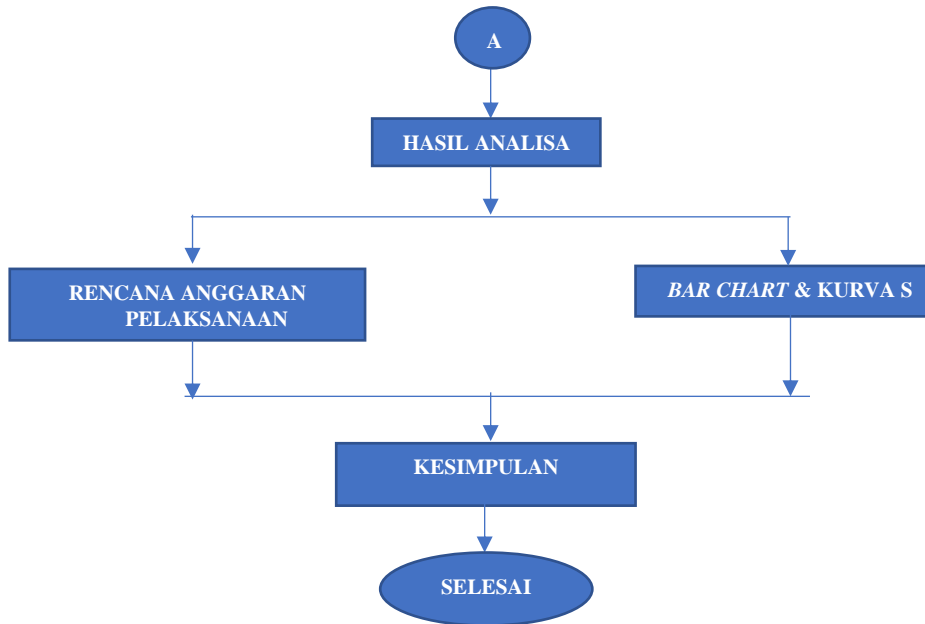 A
HASIL ANALISA
RENCANA ANGGARAN
PELAKSANAAN
BAR CHART & KURVA S
KESIMPULAN
SELESAI